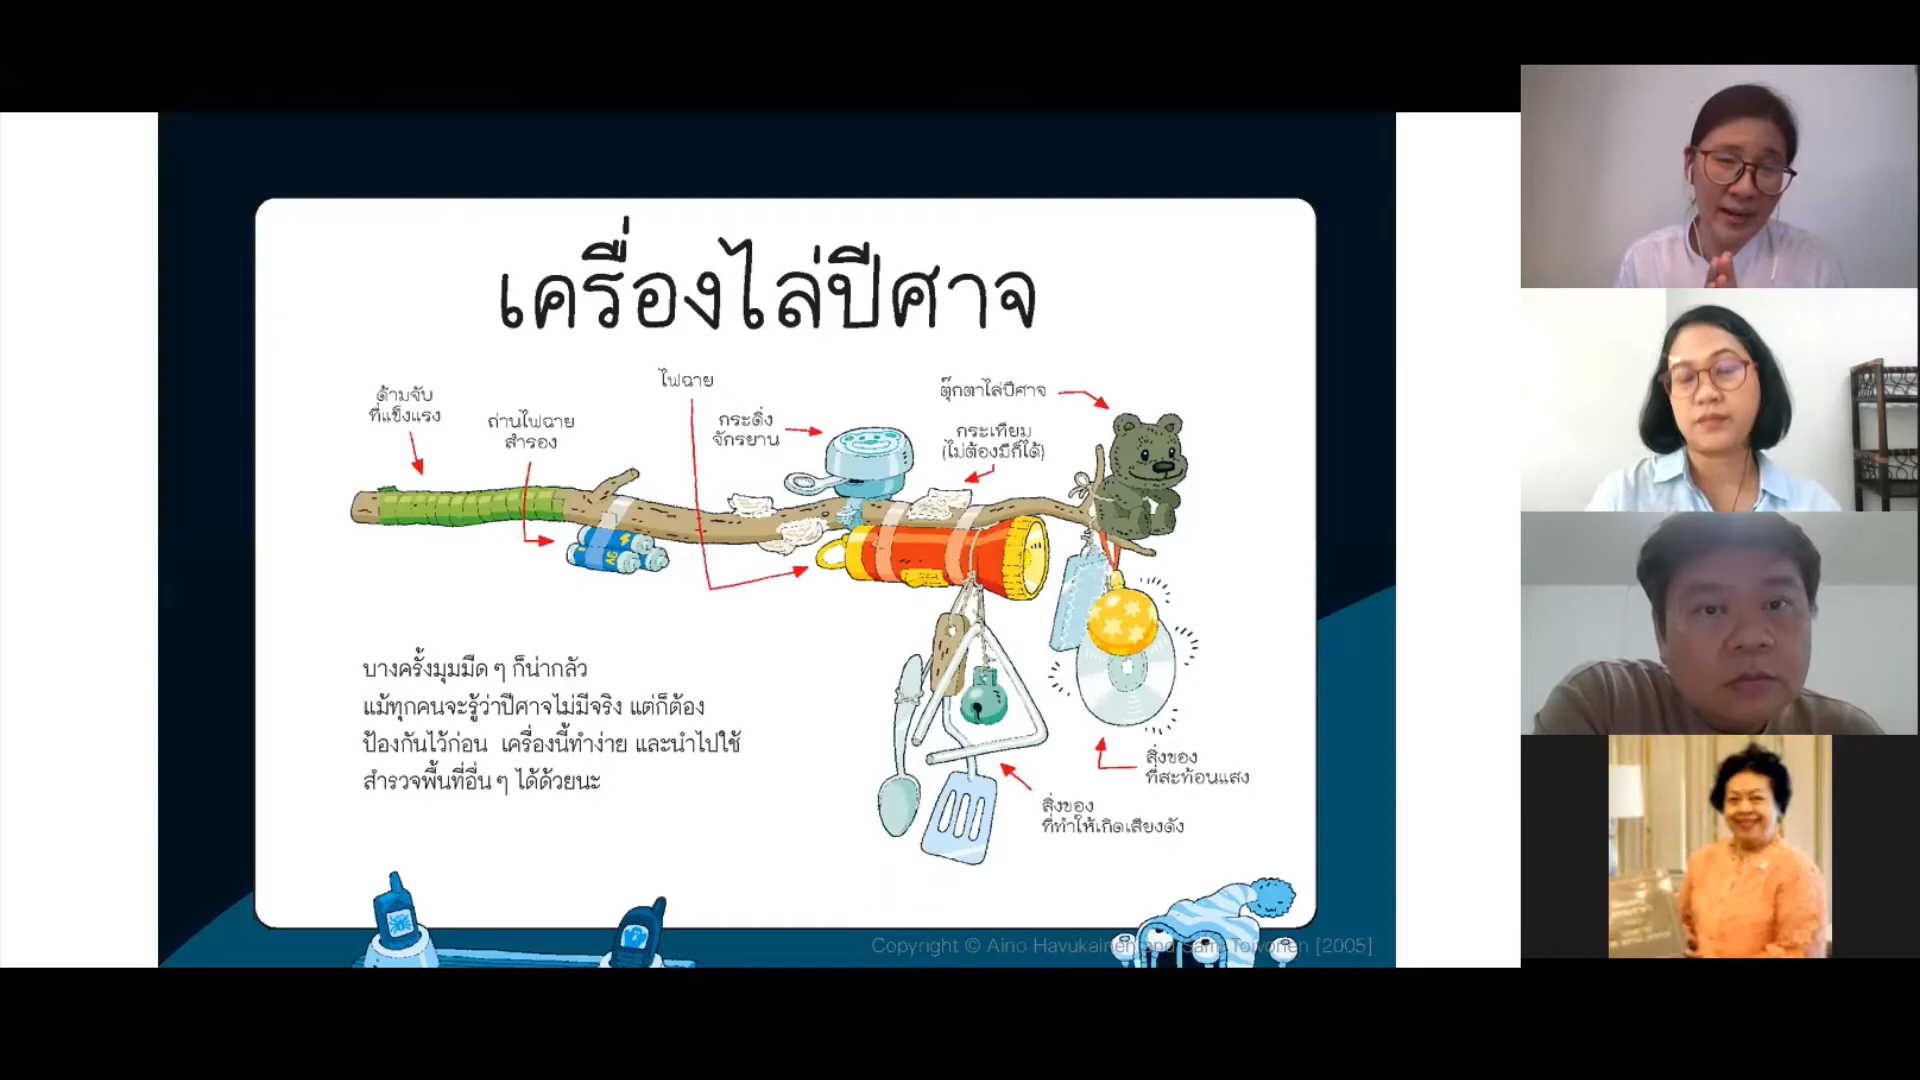 เครื่องไล่ปีศาจ
ด้ามจับ
ที่แข็งแรง
ถ่านไฟฉาย
สำรอง
ไฟฉาย
กระดิ่ง
จักรยาน
ตุ๊กตาไล่ปีศาจ
กระเทียม
(ไม่ต้องมีก็ได้)
บางครั้งมุมมืด ๆ ก็น่ากลัว
แม้ทุกคนจะรู้ว่าปีศาจไม่มีจริง แต่ก็ต้อง
ป้องกันไว้ก่อน เครื่องนี้ทำง่าย และนำไปใช้
สำรวจพื้นที่อื่น ๆ ได้ด้วยนะ
สิ่งของ
ที่สะท้อนแสง
สิ่งของ
ที่ทำให้เกิดเสียงดัง
Copyright © Aino Havukainen and Sami Toivonen [2005]